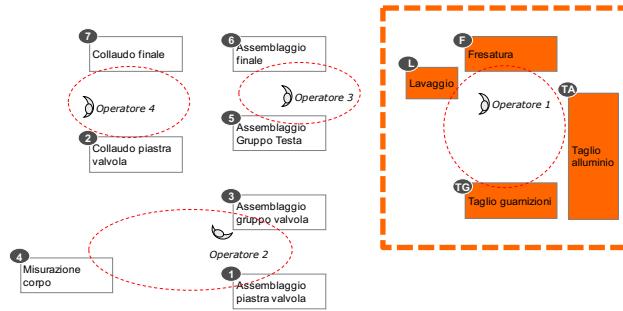 7
Collaudo finale
Operatore 4
2
Collaudo piastra
valvola
6
Assemblaggio
finale
Operatore 3
5
Assemblaggio
Gruppo Testa
3
Assemblaggio
gruppo valvola
Operatore 2
4
Misurazione
corpo
1
Assemblaggio
piastra valvola
F
Fresatura
L
Lavaggio
Operatore 1
TA
Taglio
alluminio
TG
Taglio guarnizioni